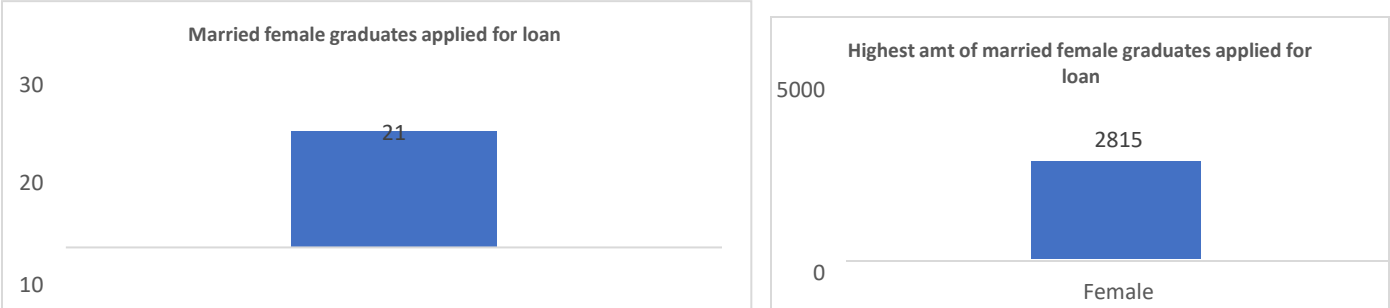 Married female graduates applied for loan
30
21
20
10
Highest amt of married female graduates applied for
loan
5000
2815
0
Female